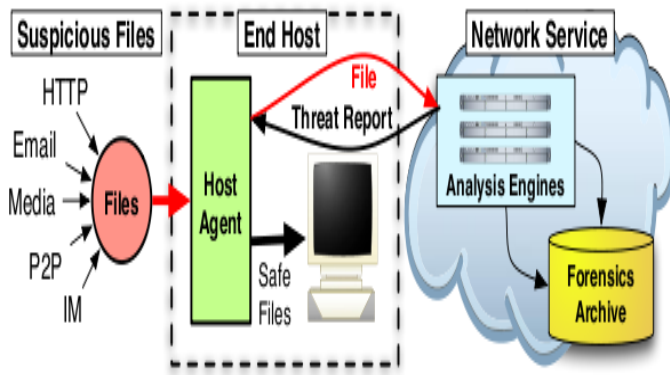 Suspicious Files
End Host
Network Service
HTTP
Email
Media
P2P
IM
Files
Host
Agent
File
Threat Report
Safe
Files
Analysis Engines
Forensics
Archive